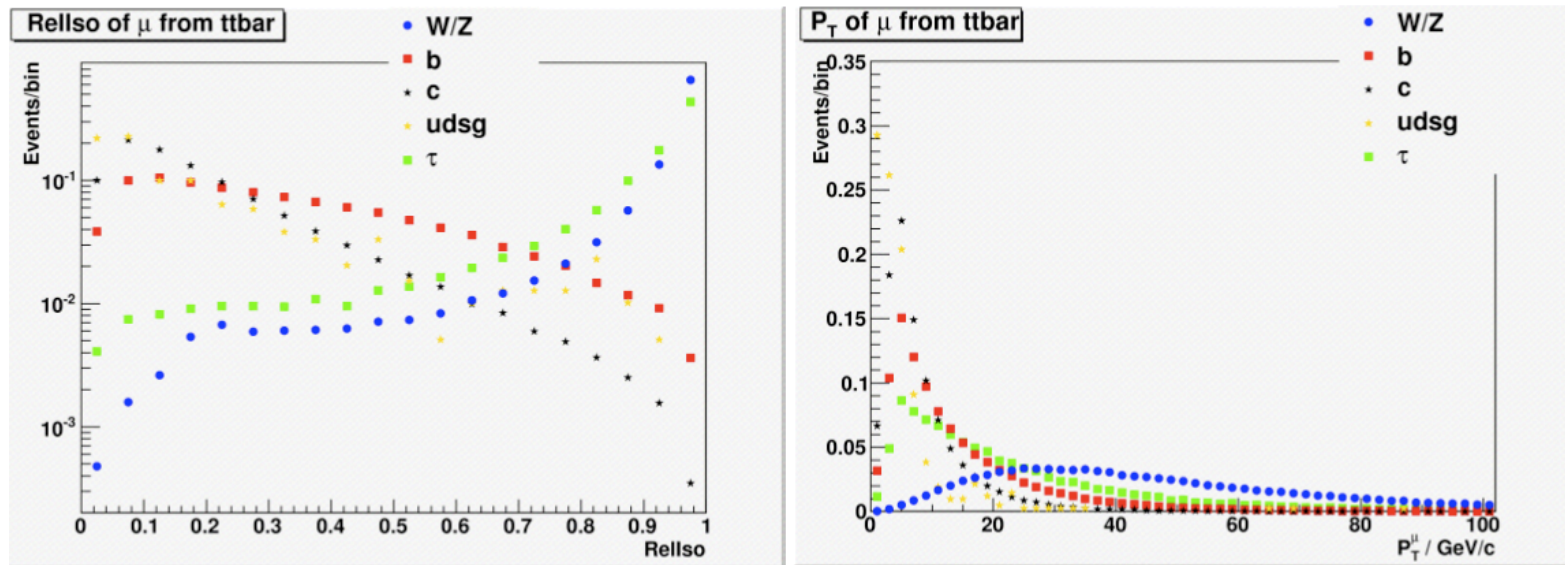 RelIso of μ from ttbar
W/Z
b
c
udsg
τ
Events/bin
10⁻¹
10⁻²
10⁻³
0 0.1 0.2 0.3 0.4 0.5 0.6 0.7 0.8 0.9 1
RelIso
P_T of μ from ttbar
W/Z
b
c
udsg
τ
Events/bin
0.35
0.3
0.25
0.2
0.15
0.1
0.05
0
0 20 40 60 80 100
P_T^μ / GeV/c